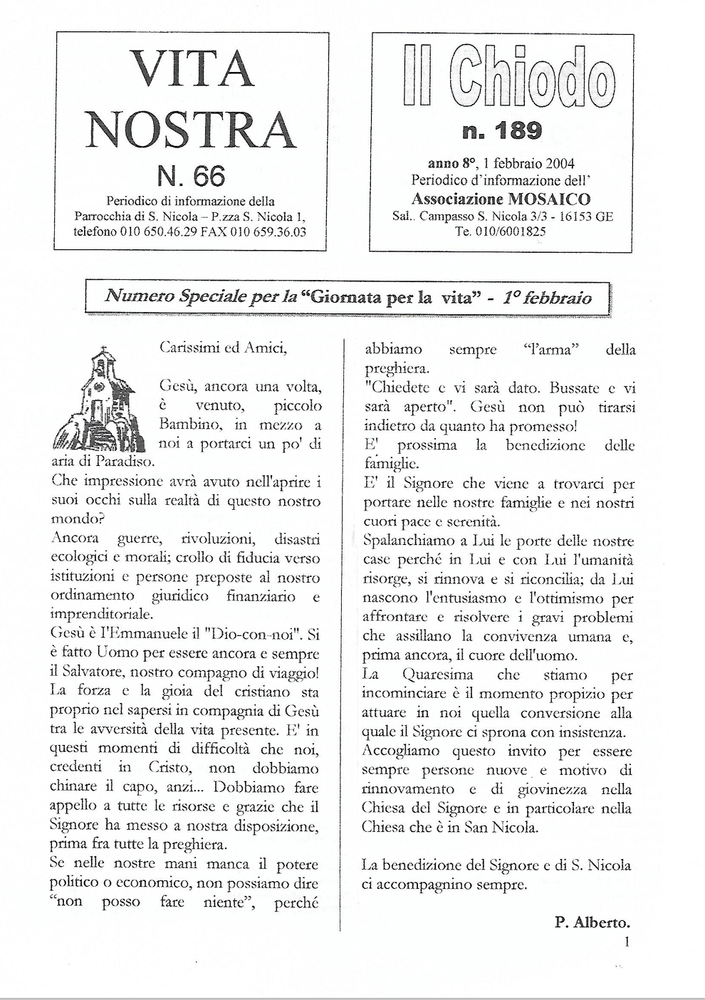 VITA
NOSTRA
N. 66
Periodico di informazione della
Parrocchia di S. Nicola – P.zza S. Nicola 1,
telefono 010 650.46.29 FAX 010 659.36.03
Il Chiodo
n. 189
anno 8°, 1 febbraio 2004
Periodico d'informazione dell'
Associazione MOSAICO
Sal.. Campasso S. Nicola 3/3 - 16153 GE
Te. 010/6001825
Numero Speciale per la “Giornata per la vita” - 1° febbraio
Carissimi ed Amici,
Gesù, ancora una volta,
è venuto, piccolo
Bambino, in mezzo a
noi a portarci un po' di
aria di Paradiso.
Che impressione avrà avuto nell'aprire i
suoi occhi sulla realtà di questo nostro
mondo?
Ancora guerre, rivoluzioni, disastri
ecologici e morali; crollo di fiducia verso
istituzioni e persone preposte al nostro
ordinamento giuridico finanziario e
imprenditoriale.
Gesù è l'Emmanuele il "Dio-con-noi". Si
è fatto Uomo per essere ancora e sempre
il Salvatore, nostro compagno di viaggio!
La forza e la gioia del cristiano sta
proprio nel sapersi in compagnia di Gesù
tra le avversità della vita presente. E' in
questi momenti di difficoltà che noi,
credenti in Cristo, non dobbiamo
chinare il capo, anzi... Dobbiamo fare
appello a tutte le risorse e grazie che il
Signore ha messo a nostra disposizione,
prima fra tutte la preghiera.
Se nelle nostre mani manca il potere
politico o economico, non possiamo dire
“non posso fare niente”, perché
abbiamo sempre “l'arma” della
preghiera.
"Chiedete e vi sarà dato. Bussate e vi
sarà aperto". Gesù non può tirarsi
indietro da quanto ha promesso!
E' prossima la benedizione delle
famiglie.
E' il Signore che viene a trovarci per
portare nelle nostre famiglie e nei nostri
cuori pace e serenità.
Spalanchiamo a Lui le porte delle nostre
case perché in Lui e con Lui l'umanità
risorge, si rinnova e si riconcilia; da Lui
nascono l'entusiasmo e l'ottimismo per
affrontare e risolvere i gravi problemi
che assillano la convivenza umana e,
prima ancora, il cuore dell'uomo.
La Quaresima che stiamo per
incominciare è il momento propizio per
attuare in noi quella conversione alla
quale il Signore ci sprona con insistenza.
Accogliamo questo invito per essere
sempre persone nuove e motivo di
rinnovamento e di giovinezza nella
Chiesa del Signore e in particolare nella
Chiesa che è in San Nicola.
La benedizione del Signore e di S. Nicola
ci accompagnino sempre.
P. Alberto.
1